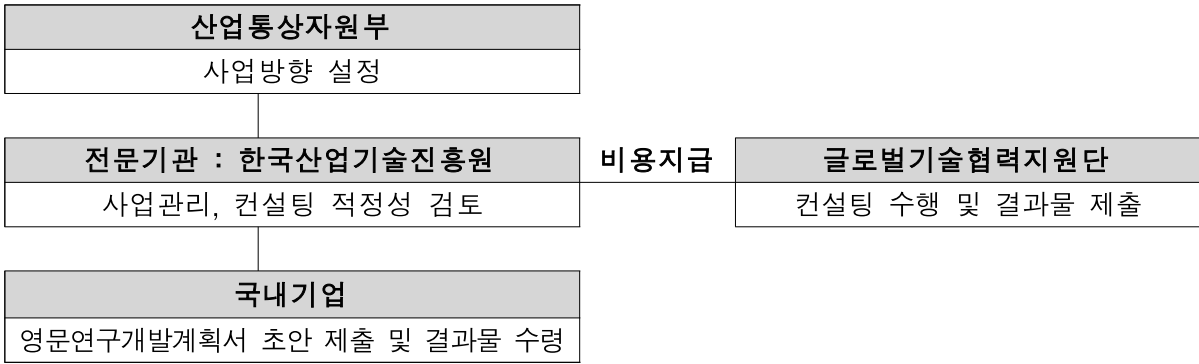 산업통상자원부
사업방향 설정
전문기관 : 한국산업기술진흥원
사업관리, 컨설팅 적정성 검토
비용지급
글로벌기술협력지원단
컨설팅 수행 및 결과물 제출
국내기업
영문연구개발계획서 초안 제출 및 결과물 수령